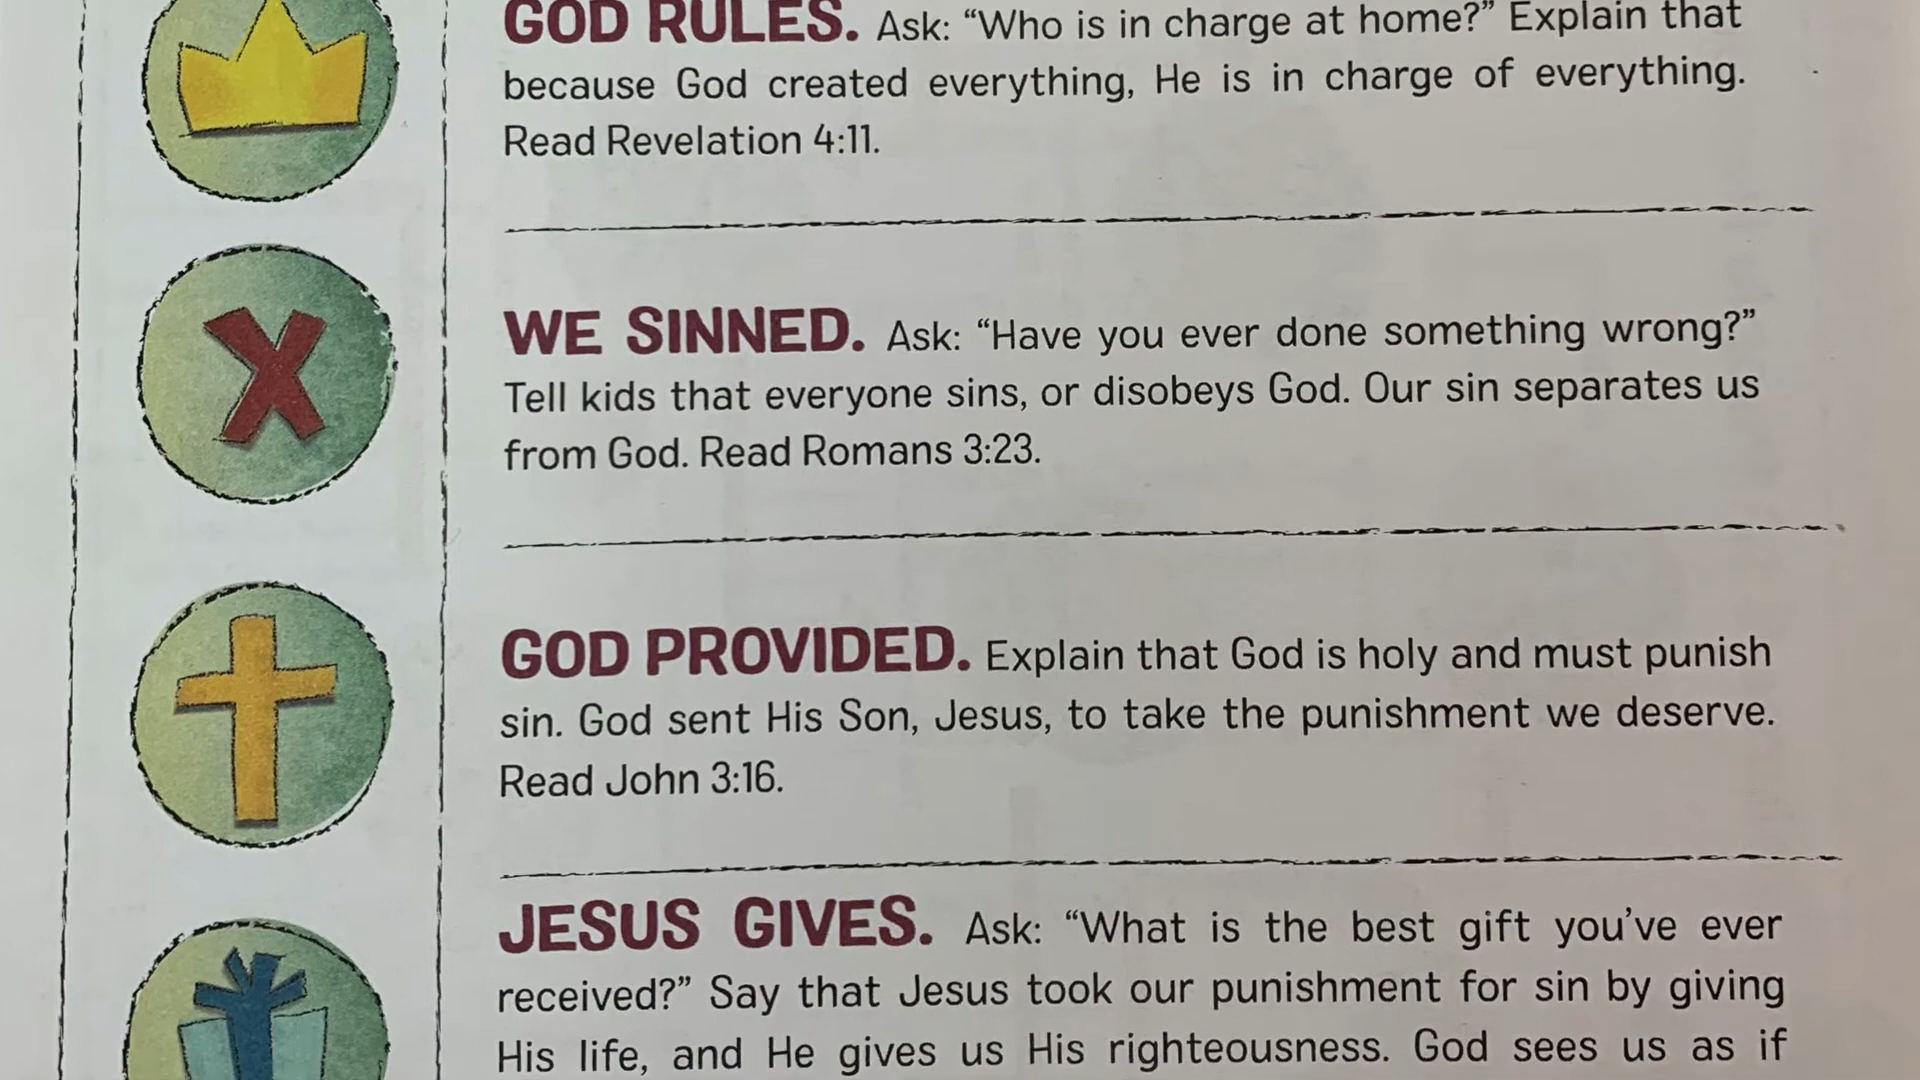 GOD RULES. Ask: “Who is in charge at home?” Explain that
because God created everything, He is in charge of everything.
Read Revelation 4:11.
WE SINNED. Ask: “Have you ever done something wrong?”
Tell kids that everyone sins, or disobeys God. Our sin separates us
from God. Read Romans 3:23.
GOD PROVIDED. Explain that God is holy and must punish
sin. God sent His Son, Jesus, to take the punishment we deserve.
Read John 3:16.
JESUS GIVES. Ask: “What is the best gift you’ve ever
received?” Say that Jesus took our punishment for sin by giving
His life, and He gives us His righteousness. God sees us as if